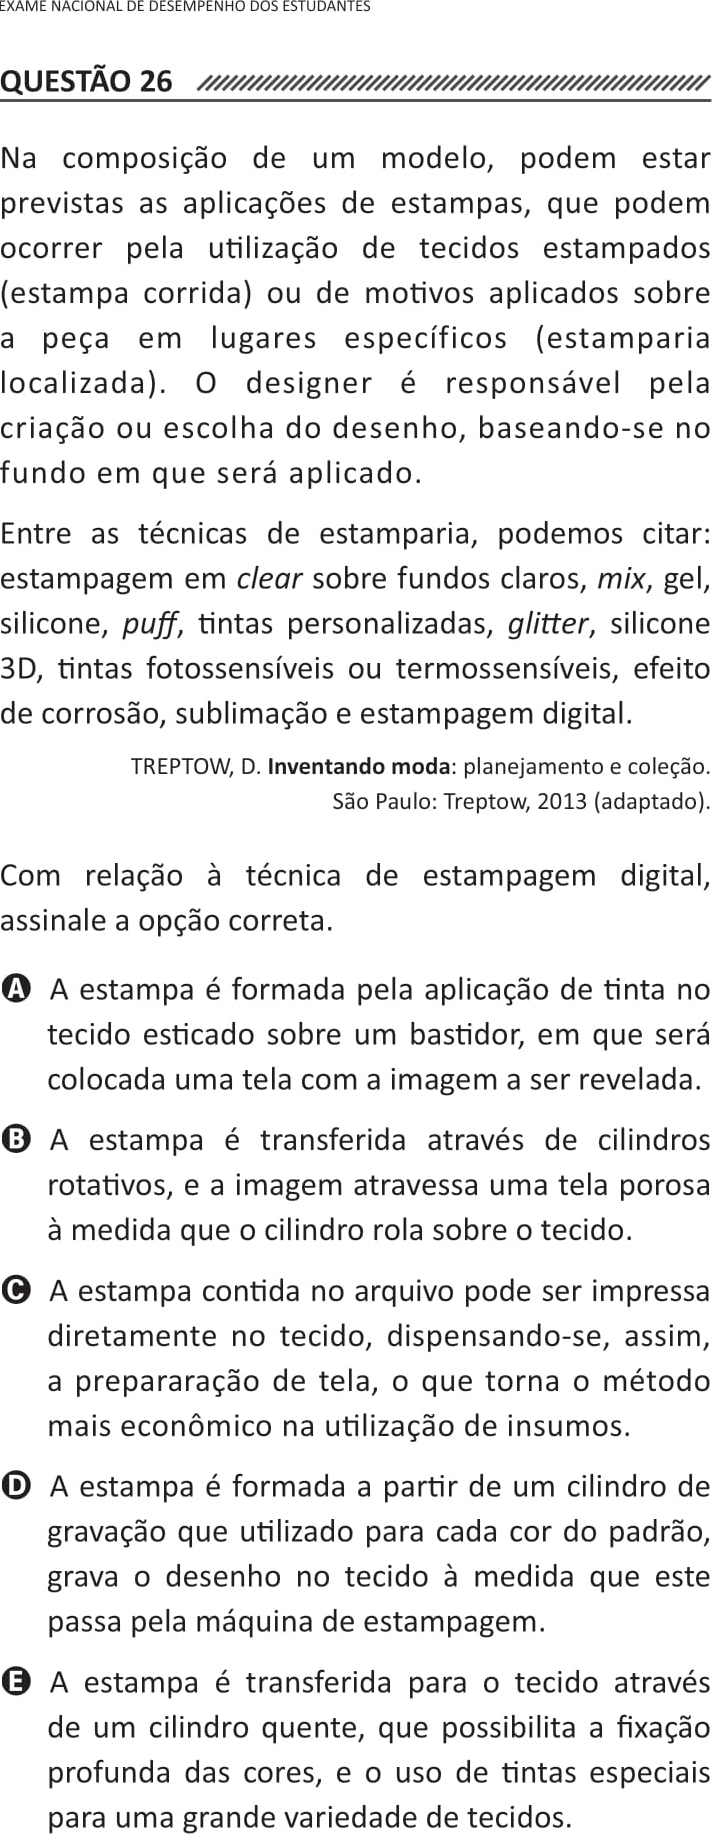 EXAME NACIONAL DE DESEMPENHO DOS ESTUDANTES
QUESTÃO 26
Na composição de um modelo, podem estar
previstas as aplicações de estampas, que podem
ocorrer pela utilização de tecidos estampados
(estampa corrida) ou de motivos aplicados sobre
a peça em lugares específicos (estamparia
localizada). O designer é responsável pela
criação ou escolha do desenho, baseando-se no
fundo em que será aplicado.
Entre as técnicas de estamparia, podemos citar:
estampagem em clear sobre fundos claros, mix, gel,
silicone, puff, tintas personalizadas, glitter, silicone
3D, tintas fotossensíveis ou termossensíveis, efeito
de corrosão, sublimação e estampagem digital.
TREPTOW, D. Inventando moda: planejamento e coleção.
São Paulo: Treptow, 2013 (adaptado).
Com relação à técnica de estampagem digital,
assinale a opção correta.
A A estampa é formada pela aplicação de tinta no
tecido esticado sobre um bastidor, em que será
colocada uma tela com a imagem a ser revelada.
B A estampa é transferida através de cilindros
rotativos, e a imagem atravessa uma tela porosa
à medida que o cilindro rola sobre o tecido.
C A estampa contida no arquivo pode ser impressa
diretamente no tecido, dispensando-se, assim,
a prepararação de tela, o que torna o método
mais econômico na utilização de insumos.
D A estampa é formada a partir de um cilindro de
gravação que utilizado para cada cor do padrão,
grava o desenho no tecido à medida que este
passa pela máquina de estampagem.
E A estampa é transferida para o tecido através
de um cilindro quente, que possibilita a fixação
profunda das cores, e o uso de tintas especiais
para uma grande variedade de tecidos.